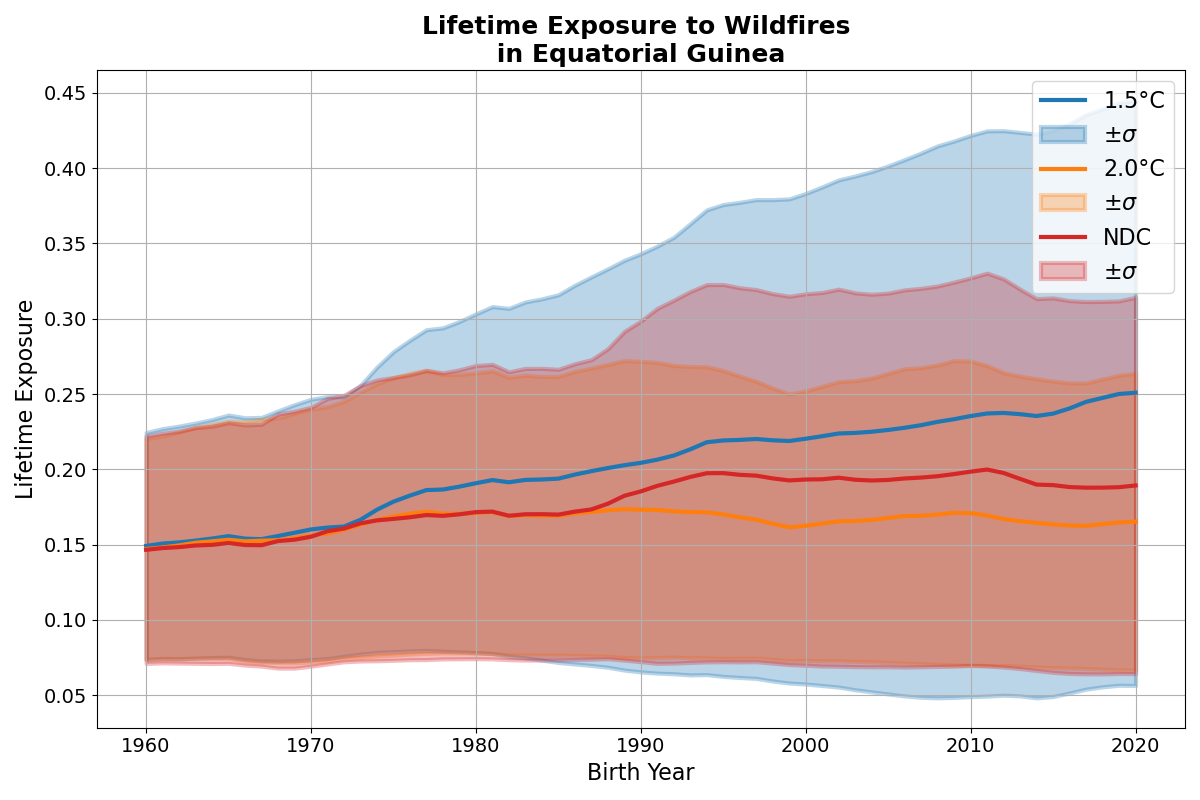 Lifetime Exposure to Wildfires
in Equatorial Guinea
1.5°C
±σ
2.0°C
±σ
NDC
±σ
0.45
0.40
0.35
0.30
0.25
0.20
0.15
0.10
0.05
Lifetime Exposure
1960 1970 1980 1990 2000 2010 2020
Birth Year